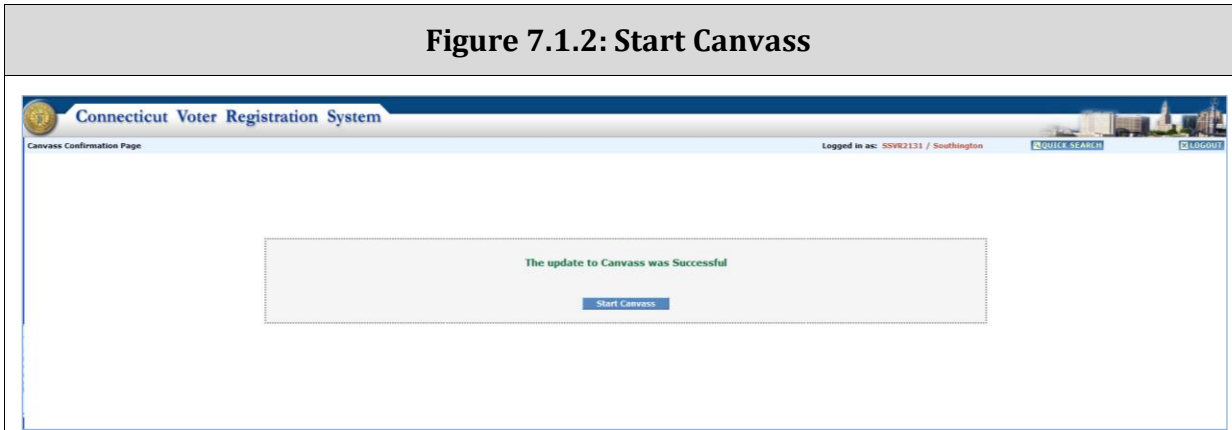 Figure 7.1.2: Start Canvass
Connecticut Voter Registration System
Canvass Confirmation Page Logged in as: SSVR2131 / Southington QUICK SEARCH LOGOUT
The update to Canvass was Successful
Start Canvass